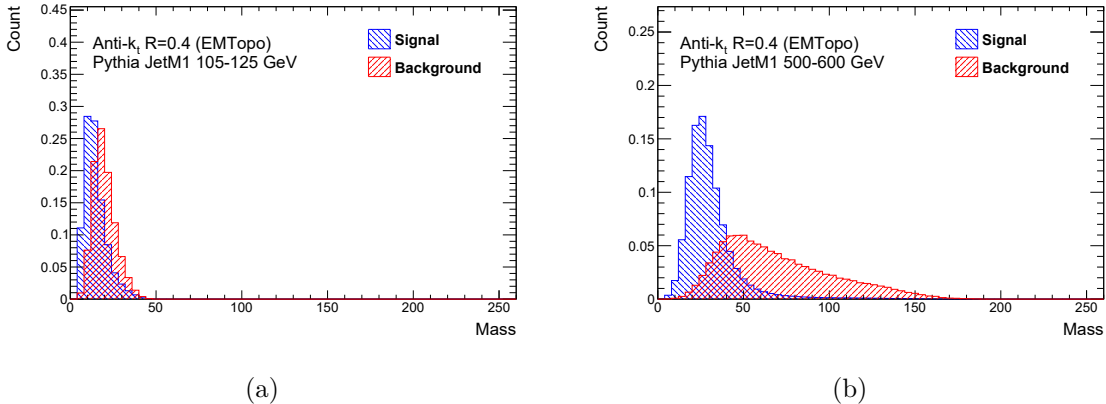 Count
0.45
0.4
0.35
0.3
0.25
0.2
0.15
0.1
0.05
0
Anti-kt R=0.4 (EMTopo)
Pythia JetM1 105-125 GeV
Signal
Background
0 50 100 150 200 250
Mass
(a)
Count
0.25
0.2
0.15
0.1
0.05
0
Anti-kt R=0.4 (EMTopo)
Pythia JetM1 500-600 GeV
Signal
Background
0 50 100 150 200 250
Mass
(b)